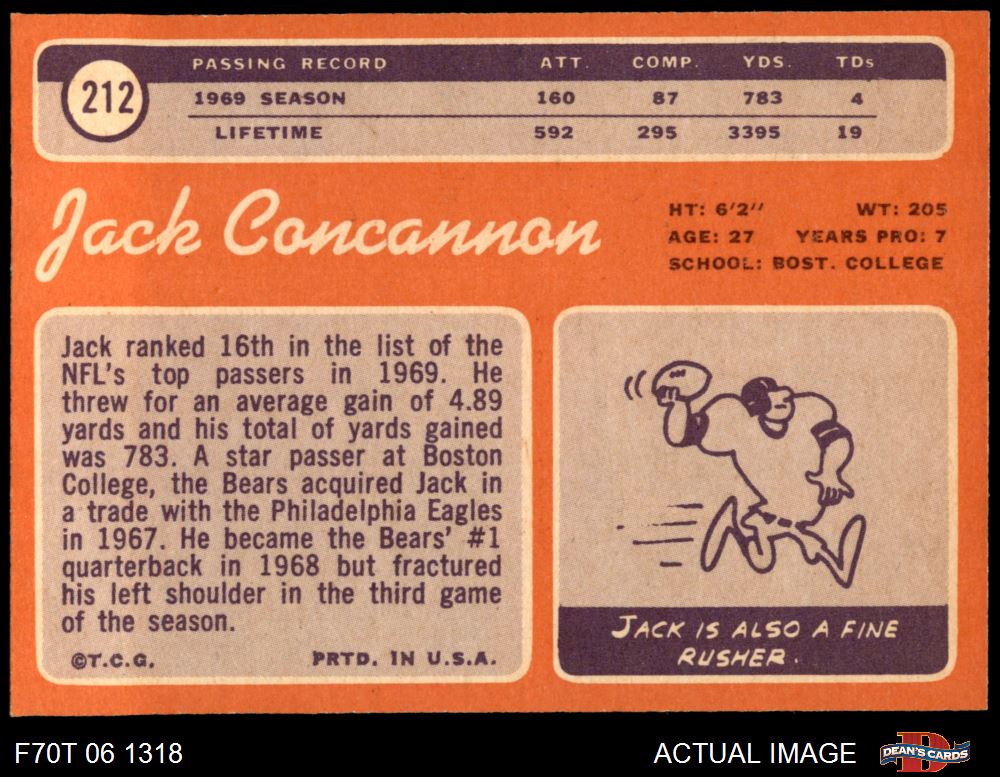 212
PASSING RECORD ATT. COMP. YDS. TDs
1969 SEASON 160 87 783 4
LIFETIME 592 295 3395 19
Jack Concannon
HT: 6'2" WT: 205
AGE: 27 YEARS PRO: 7
SCHOOL: BOST. COLLEGE
Jack ranked 16th in the list of the
NFL's top passers in 1969. He
threw for an average gain of 4.89
yards and his total of yards gained
was 783. A star passer at Boston
College, the Bears acquired Jack in
a trade with the Philadelphia Eagles
in 1967. He became the Bears' #1
quarterback in 1968 but fractured
his left shoulder in the third game
of the season.
©T.C.G. PRTD. IN U.S.A.
JACK IS ALSO A FINE
RUSHER.
F70T 06 1318 ACTUAL IMAGE D
DEAN'S CARDS